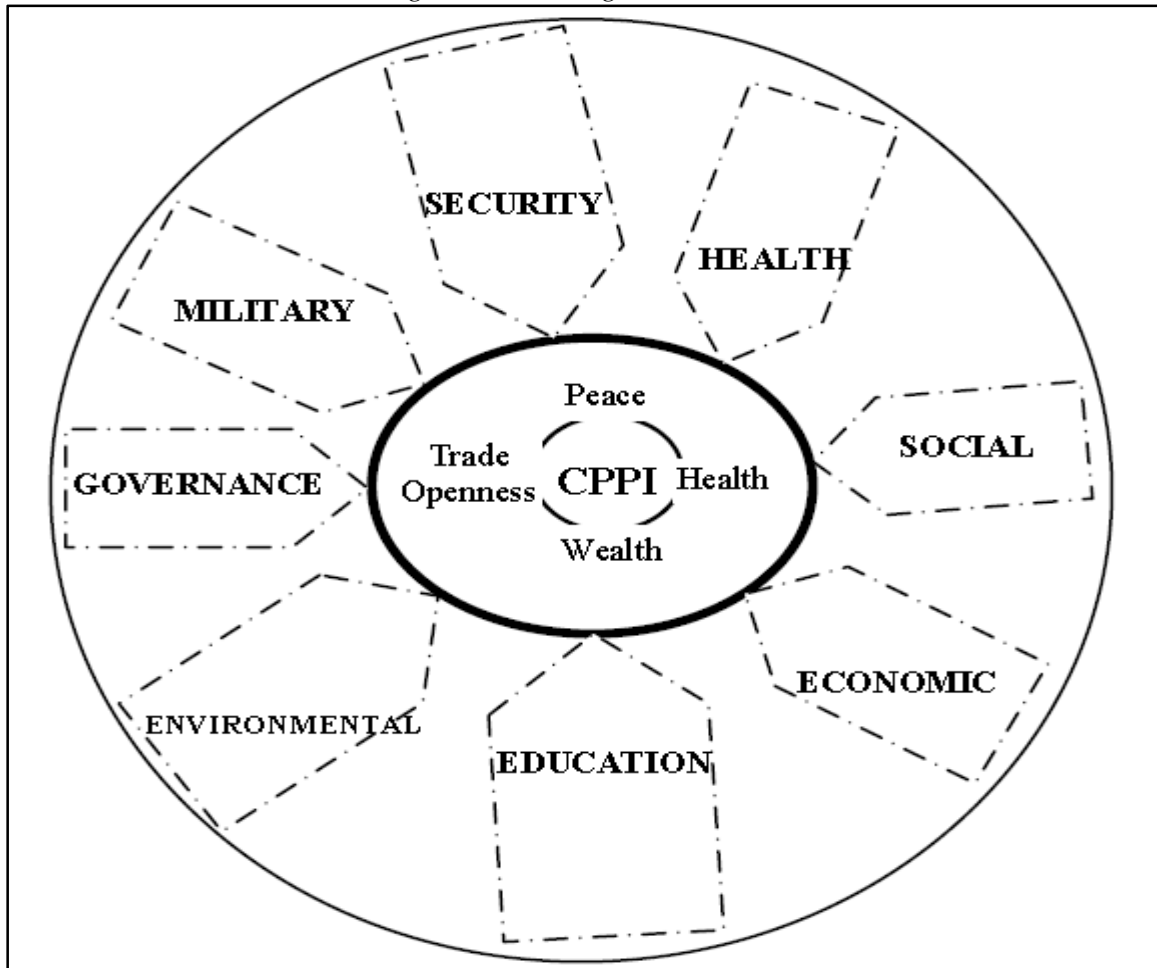 SECURITY
HEALTH
MILITARY
Peace
SOCIAL
Trade
Openness
CPPI
Health
GOVERNANCE
Wealth
ECONOMIC
ENVIRONMENTAL
EDUCATION